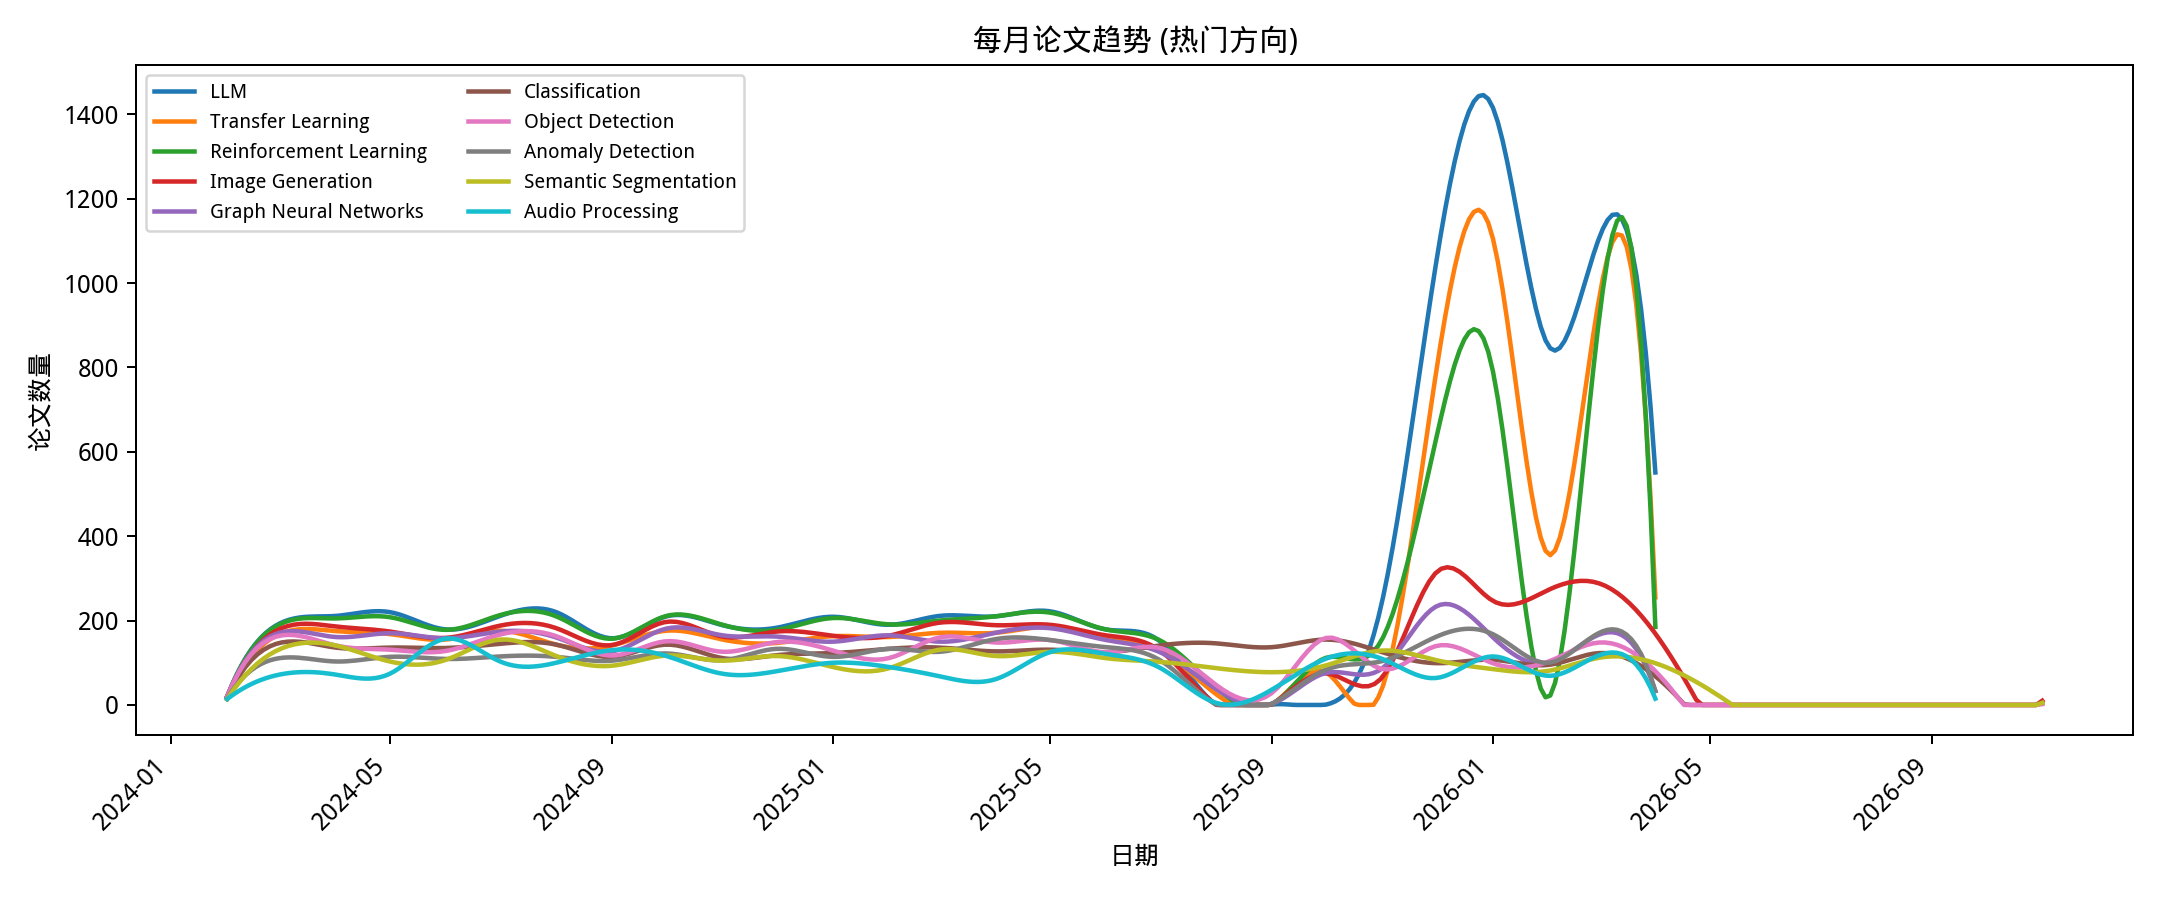 每月论文趋势 (热门方向)
LLM
Transfer Learning
Reinforcement Learning
Image Generation
Graph Neural Networks
Classification
Object Detection
Anomaly Detection
Semantic Segmentation
Audio Processing
论文数量
1400
1200
1000
800
600
400
200
0
2024-01
2024-05
2024-09
2025-01
2025-05
2025-09
2026-01
2026-05
2026-09
日期